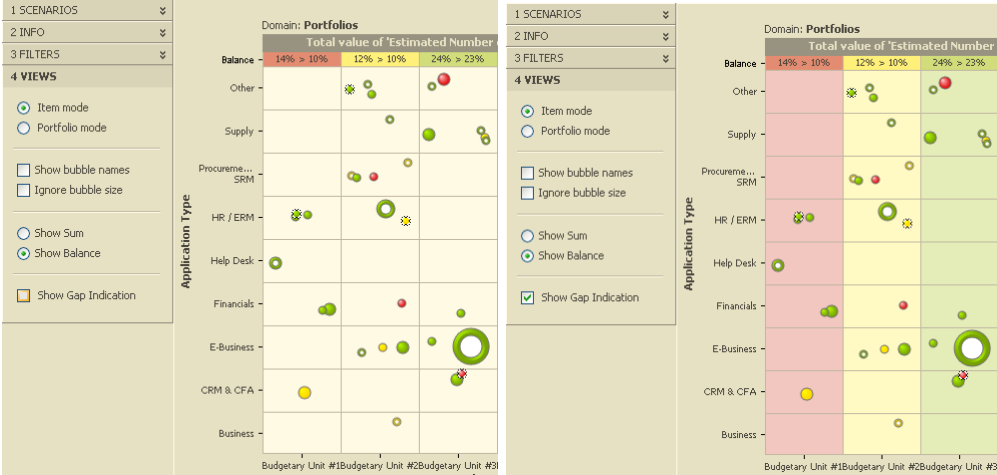 1 SCENARIOS
2 INFO
3 FILTERS
4 VIEWS
Item mode
Portfolio mode
Show bubble names
Ignore bubble size
Show Sum
Show Balance
Show Gap Indication
Domain: Portfolios
Total value of 'Estimated Number
Balance
14% > 10%
12% > 10%
24% > 23%
Application Type
Other
Supply
Procureme...
SRM
HR / ERM
Help Desk
Financials
E-Business
CRM & CFA
Business
Budgetary Unit #1
Budgetary Unit #2
Budgetary Unit #3
1 SCENARIOS
2 INFO
3 FILTERS
4 VIEWS
Item mode
Portfolio mode
Show bubble names
Ignore bubble size
Show Sum
Show Balance
Show Gap Indication
Domain: Portfolios
Total value of 'Estimated Number
Balance
14% > 10%
12% > 10%
24% > 23%
Application Type
Other
Supply
Procureme...
SRM
HR / ERM
Help Desk
Financials
E-Business
CRM & CFA
Business
Budgetary Unit #1
Budgetary Unit #2
Budgetary Unit #3